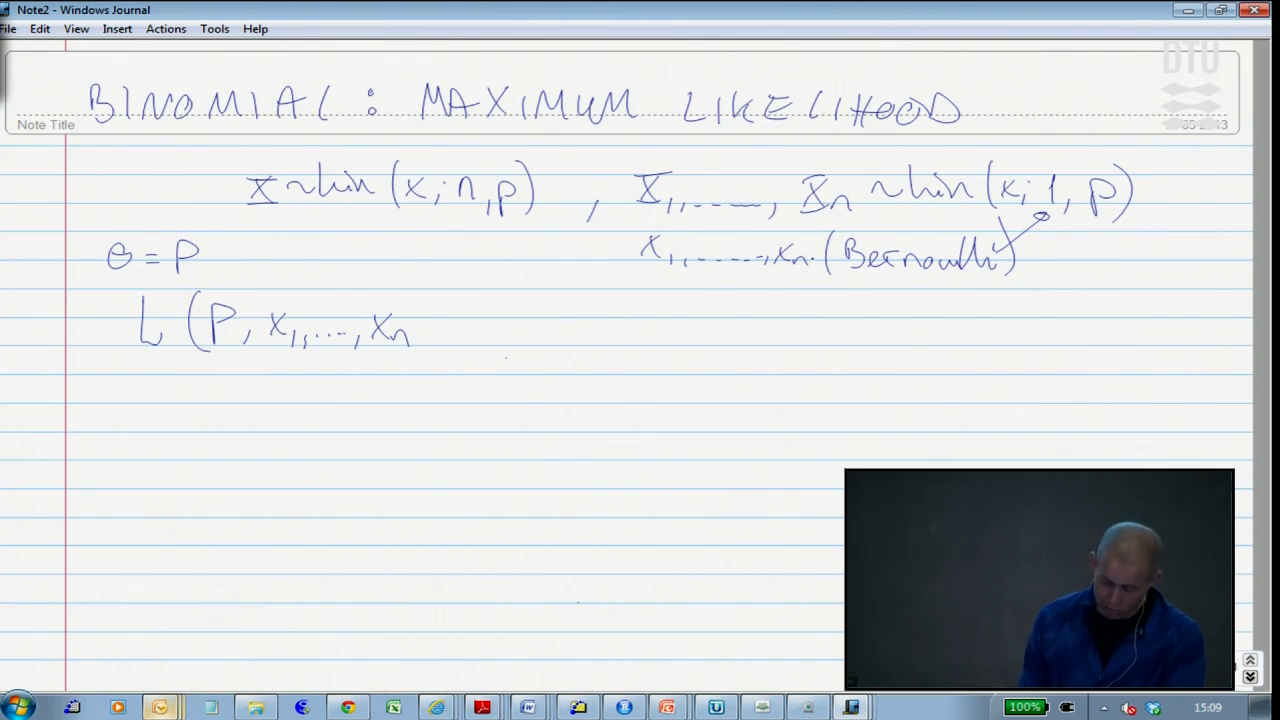 Note2 - Windows Journal
File Edit View Insert Actions Tools Help
DTU
BINOMIAL : MAXIMUM LIKELIHOOD
Note Title
X ~ bin (x; n, p) , X₁, ......, Xₙ ~ bin (x; 1, p)
x₁, ......, xₙ. (Bernoulli)
θ = P
L (P, x₁, ...., xₙ
100%
15:09